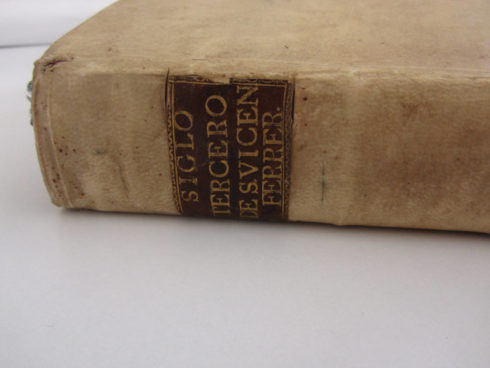 SIGLO
TERCERO
DE S.VICEN
FERRER.